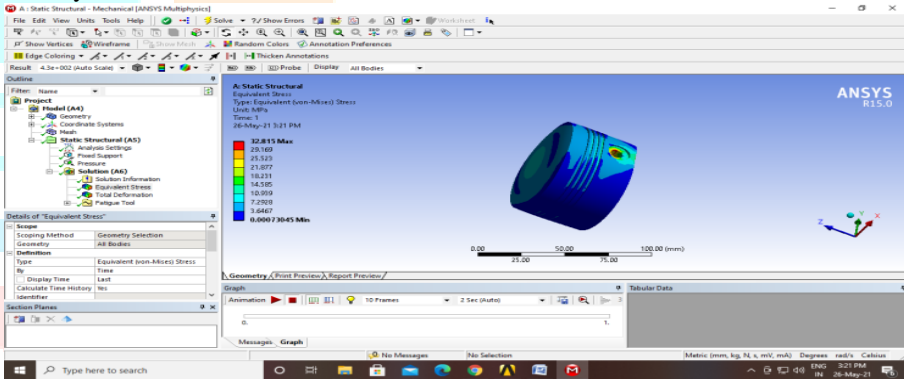 A : Static Structural - Mechanical [ANSYS Multiphysics]
File Edit View Units Tools Help Solve ?/Show Errors Worksheet
Show Vertices Wireframe Show Mesh Random Colors Annotation Preferences
Edge Coloring Thicken Annotations
Result 4.3e+002 (Auto Scale) Probe Display All Bodies
Outline
Filter: Name
Project
Model (A4)
Geometry
Coordinate Systems
Mesh
Static Structural (A5)
Analysis Settings
Fixed Support
Pressure
Solution (A6)
Solution Information
Equivalent Stress
Total Deformation
Fatigue Tool
Details of "Equivalent Stress"
Scope
Scoping Method Geometry Selection
Geometry All Bodies
Definition
Type Equivalent (von-Mises) Stress
By Time
Display Time Last
Calculate Time History Yes
Identifier
Section Planes
A: Static Structural
Equivalent Stress
Type: Equivalent (von-Mises) Stress
Unit: MPa
Time: 1
26-May-21 3:21 PM
32.815 Max
29.169
25.523
21.877
18.231
14.585
10.939
7.2928
3.6467
0.00073045 Min
ANSYS
R15.0
0.00 50.00 100.00 (mm)
25.00 75.00
Z Y X
Geometry Print Preview Report Preview
Graph
Animation 10 Frames 2 Sec (Auto) 3
0. 1.
Messages Graph
Tabular Data
No Messages No Selection Metric (mm, kg, N, s, mV, mA) Degrees rad/s Celsius
Type here to search
ENG 3:21 PM
IN 26-May-21